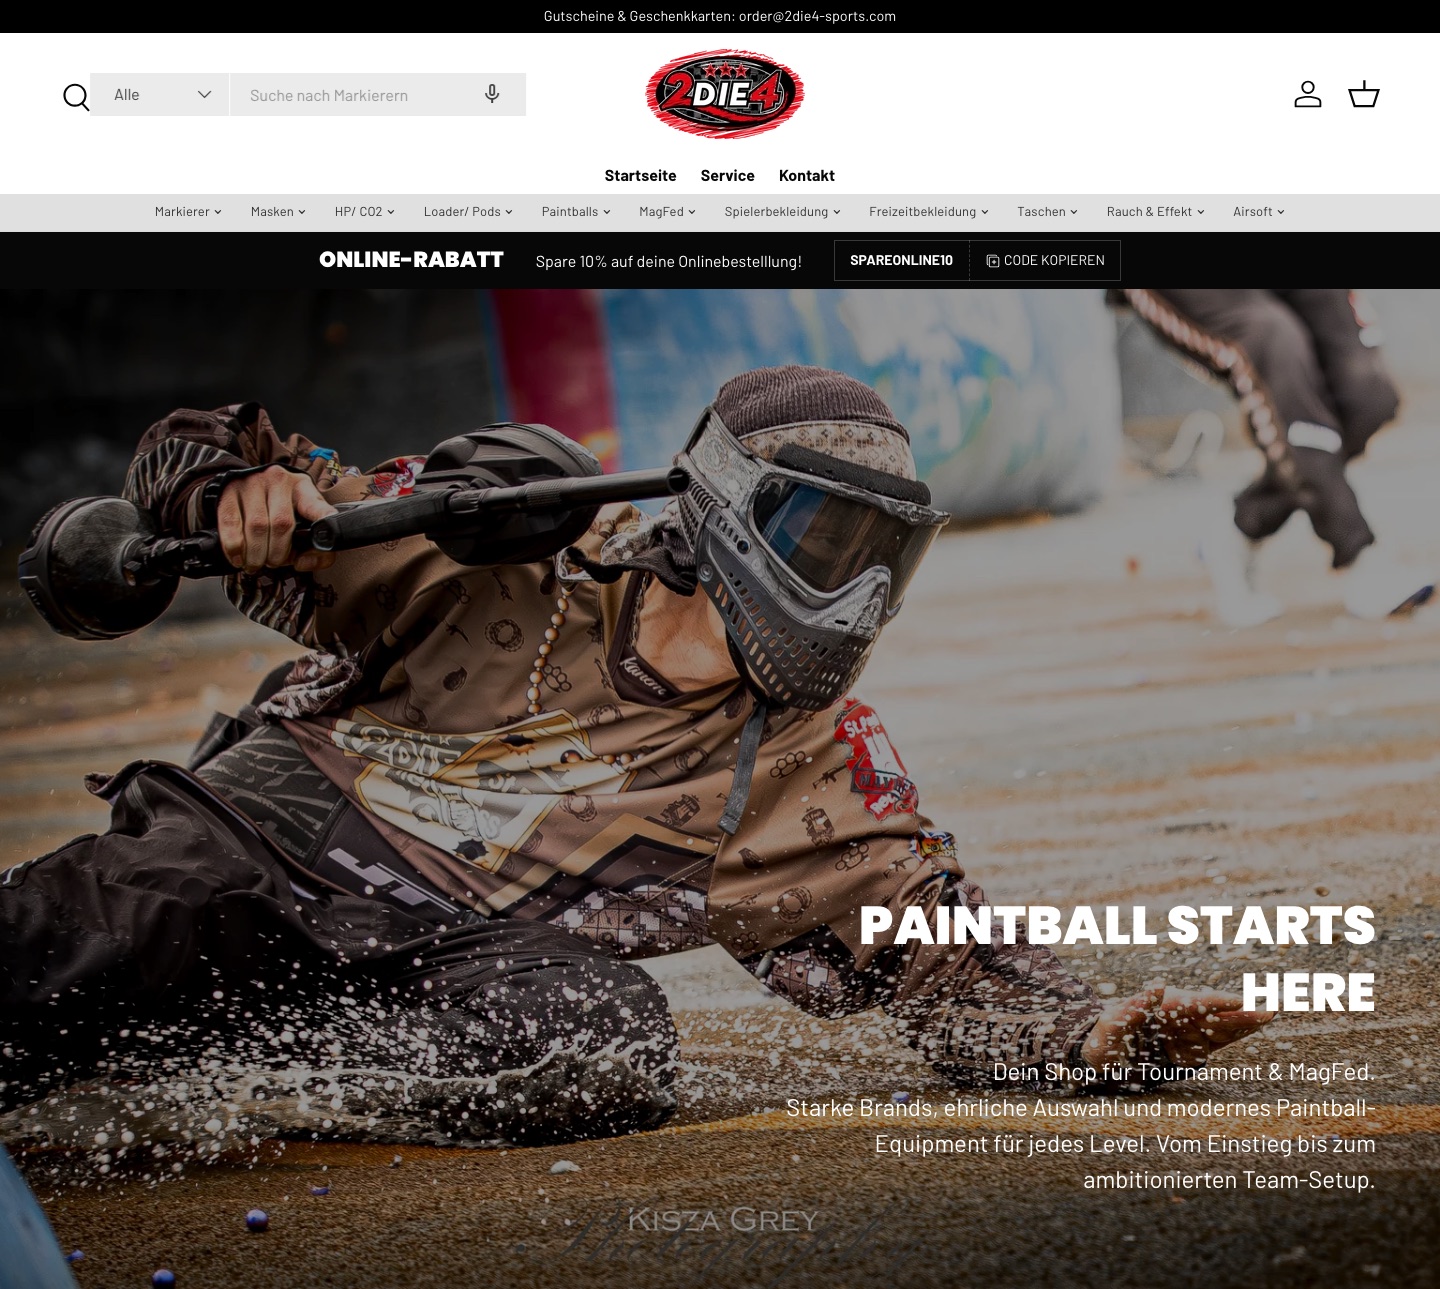 Gutscheine & Geschenkkarten: order@2die4-sports.com
Alle
Suche nach Markierern
2DIE4
Startseite Service Kontakt
Markierer Masken HP/ CO2 Loader/ Pods Paintballs MagFed Spielerbekleidung Freizeitbekleidung Taschen Rauch & Effekt Airsoft
ONLINE-RABATT Spare 10% auf deine Onlinebestelllung! SPAREONLINE10 CODE KOPIEREN
PAINTBALL STARTS
HERE
Dein Shop für Tournament & MagFed.
Starke Brands, ehrliche Auswahl und modernes Paintball-
Equipment für jedes Level. Vom Einstieg bis zum
ambitionierten Team-Setup.
KISZA GREY